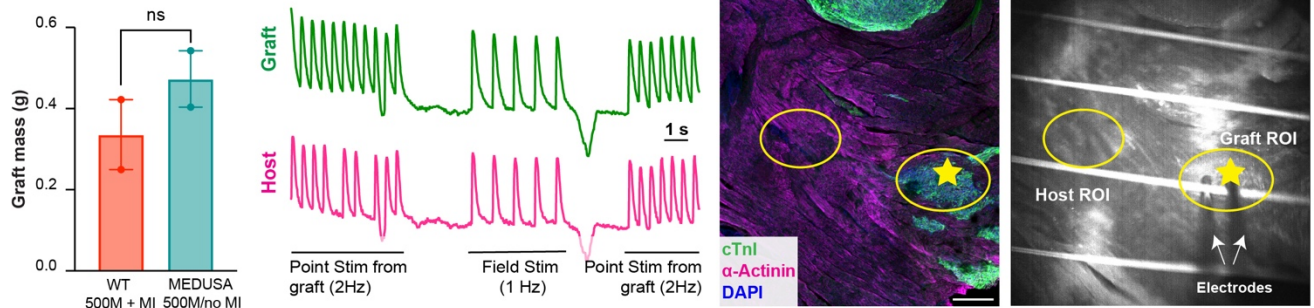 Graft mass (g)
0.6
0.4
0.2
0.0
ns
WT
500M + MI
MEDUSA
500M/no MI
Graft
Host
1 s
Point Stim from
graft (2Hz)
Field Stim
(1 Hz)
Point Stim from
graft (2Hz)
cTnI
α-Actinin
DAPI
Graft ROI
Host ROI
Electrodes